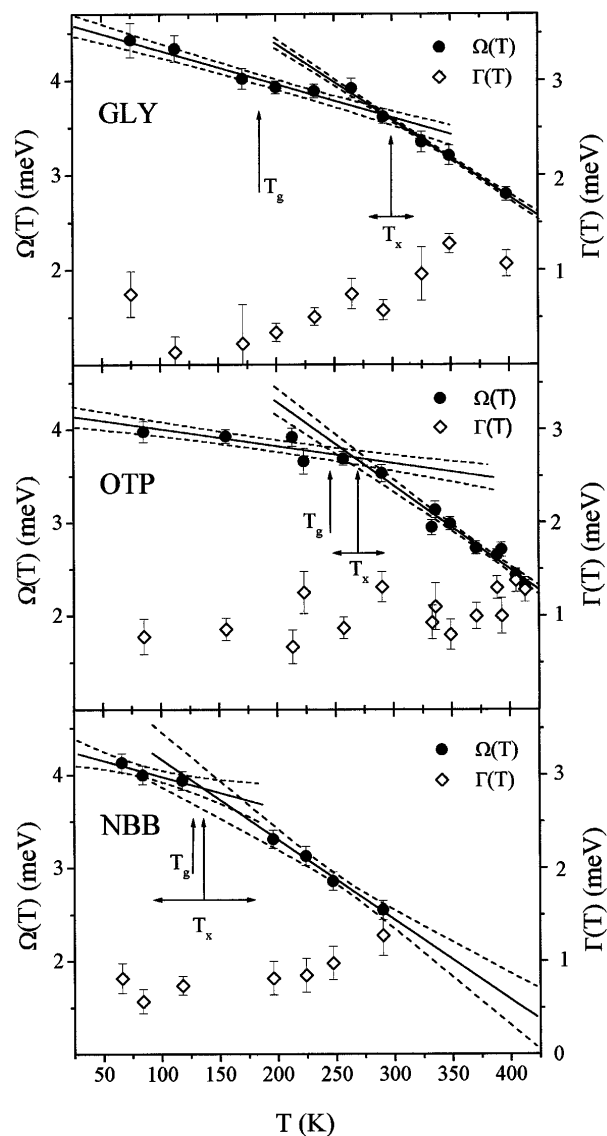 Ω(T)
Γ(T)
GLY
T_g
T_x
4
3
2
3
2
1
0
Ω(T) (meV)
Γ(T) (meV)
Ω(T)
Γ(T)
OTP
T_g
T_x
4
3
2
3
2
1
0
Ω(T) (meV)
Γ(T) (meV)
Ω(T)
Γ(T)
NBB
T_g
T_x
4
3
2
3
2
1
0
Ω(T) (meV)
Γ(T) (meV)
50 100 150 200 250 300 350 400
T (K)